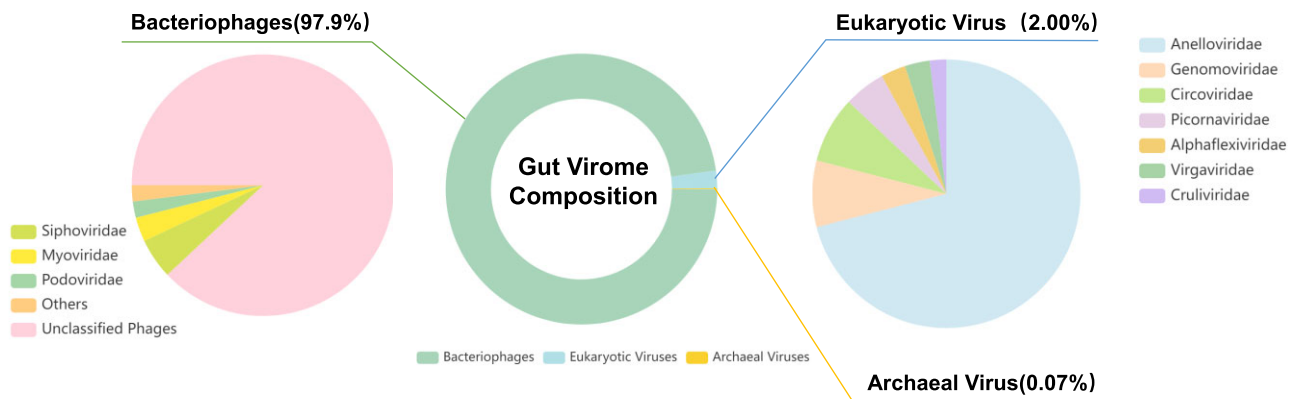 Bacteriophages(97.9%)
Eukaryotic Virus（2.00%）
Siphoviridae
Myoviridae
Podoviridae
Others
Unclassified Phages
Gut Virome
Composition
Bacteriophages
Eukaryotic Viruses
Archaeal Viruses
Anelloviridae
Genomoviridae
Circoviridae
Picornaviridae
Alphaflexiviridae
Virgaviridae
Cruliviridae
Archaeal Virus(0.07%）